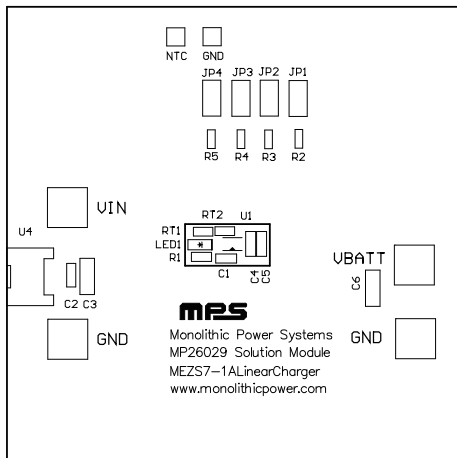 NTC GND
JP4 JP3 JP2 JP1
R5 R4 R3 R2
VIN
U4
RT2 U1
RT1
LED1
R1
C1 C4 C5
VBATT
C6
C2 C3
GND
GND
MPS
Monolithic Power Systems
MP26029 Solution Module
MEZS7-1ALinearCharger
www.monolithicpower.com